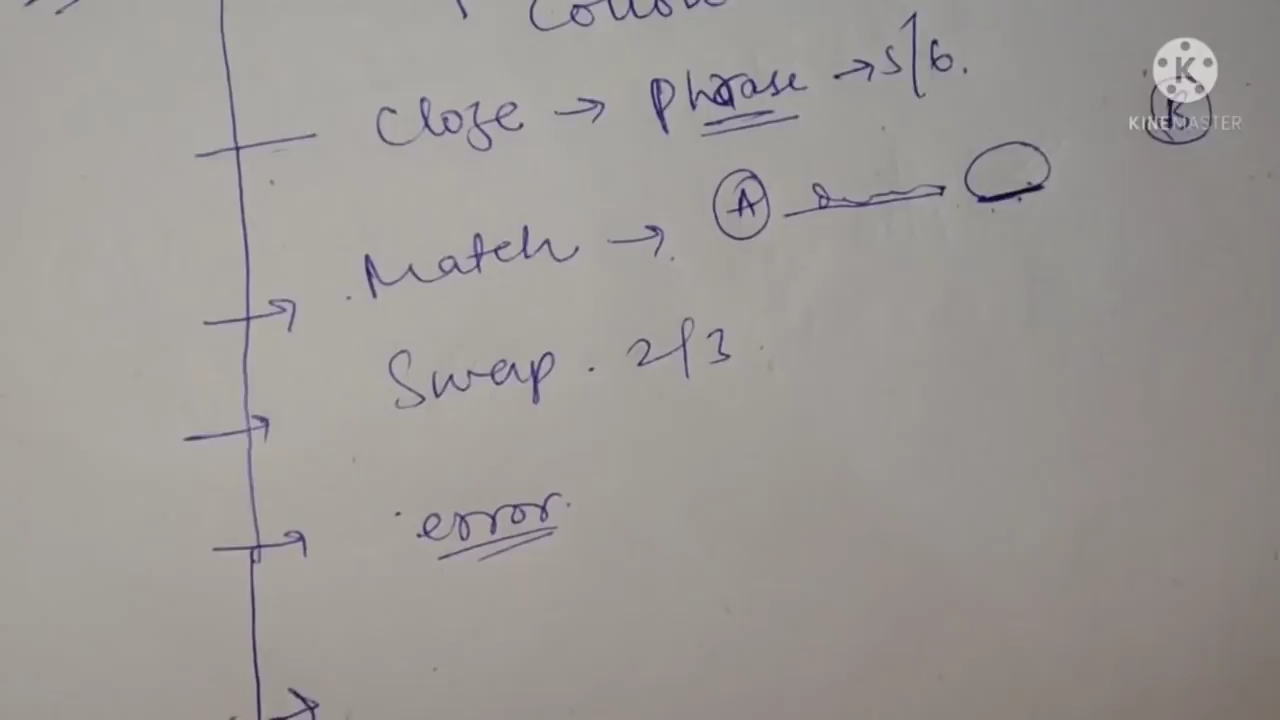 Cloze → Phrase → 5/6.
Match → A
Swap. 2/3
error.
K
KINEMASTER